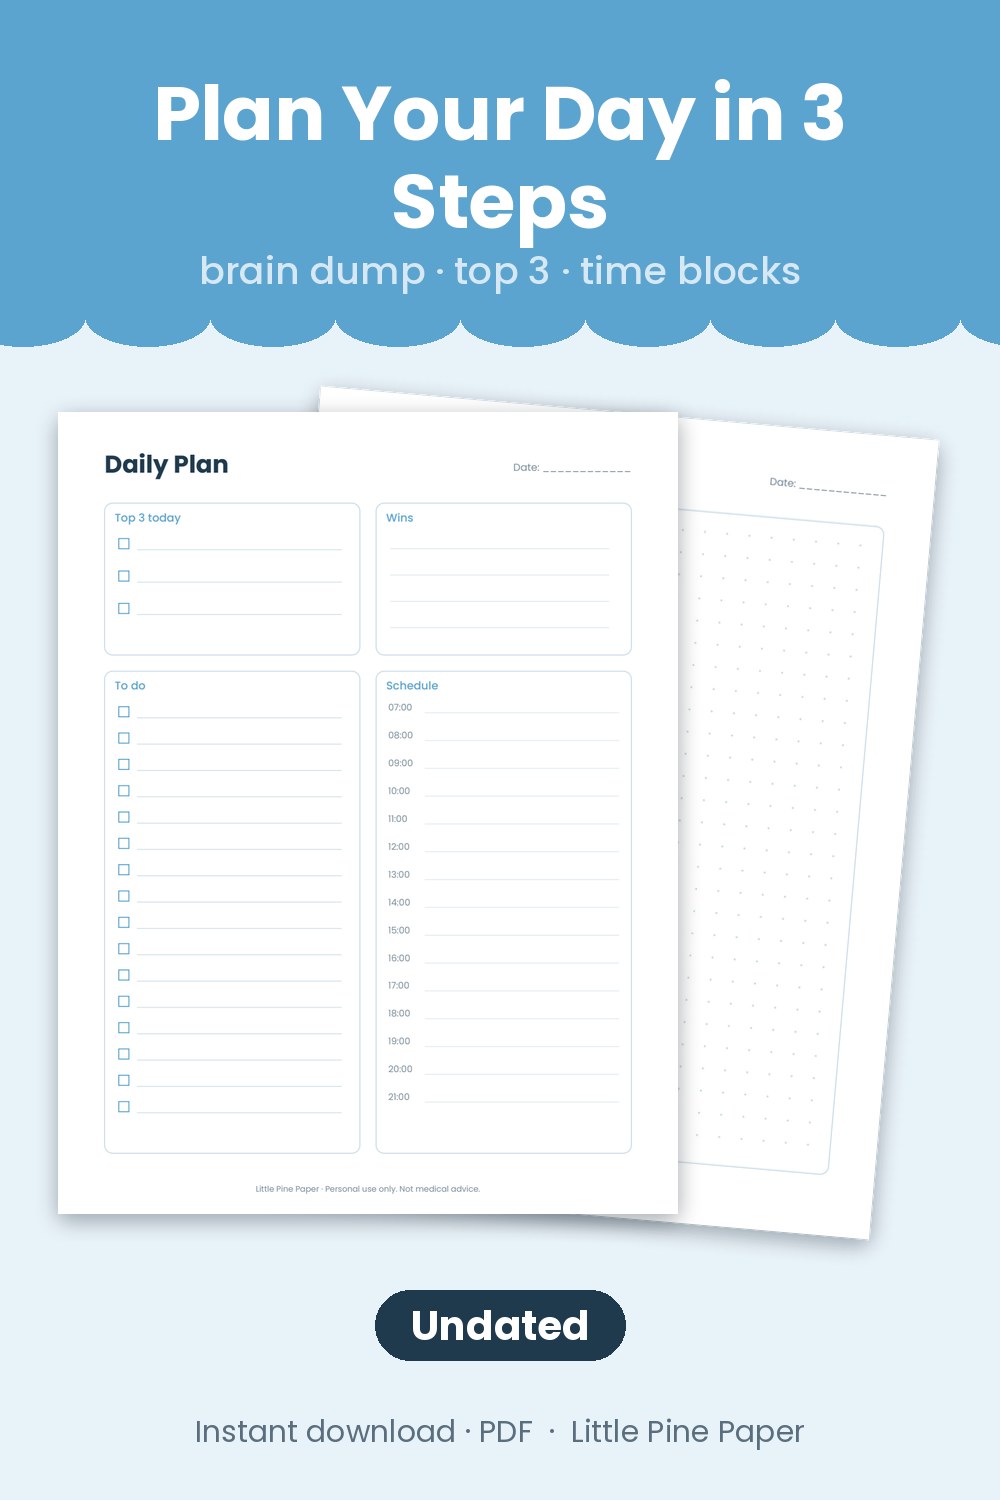 Plan Your Day in 3
Steps
brain dump · top 3 · time blocks
Daily Plan
Date: ____________
Date: ____________
Top 3 today
Wins
To do
Schedule
07:00
08:00
09:00
10:00
11:00
12:00
13:00
14:00
15:00
16:00
17:00
18:00
19:00
20:00
21:00
Little Pine Paper · Personal use only. Not medical advice.
Undated
Instant download · PDF · Little Pine Paper